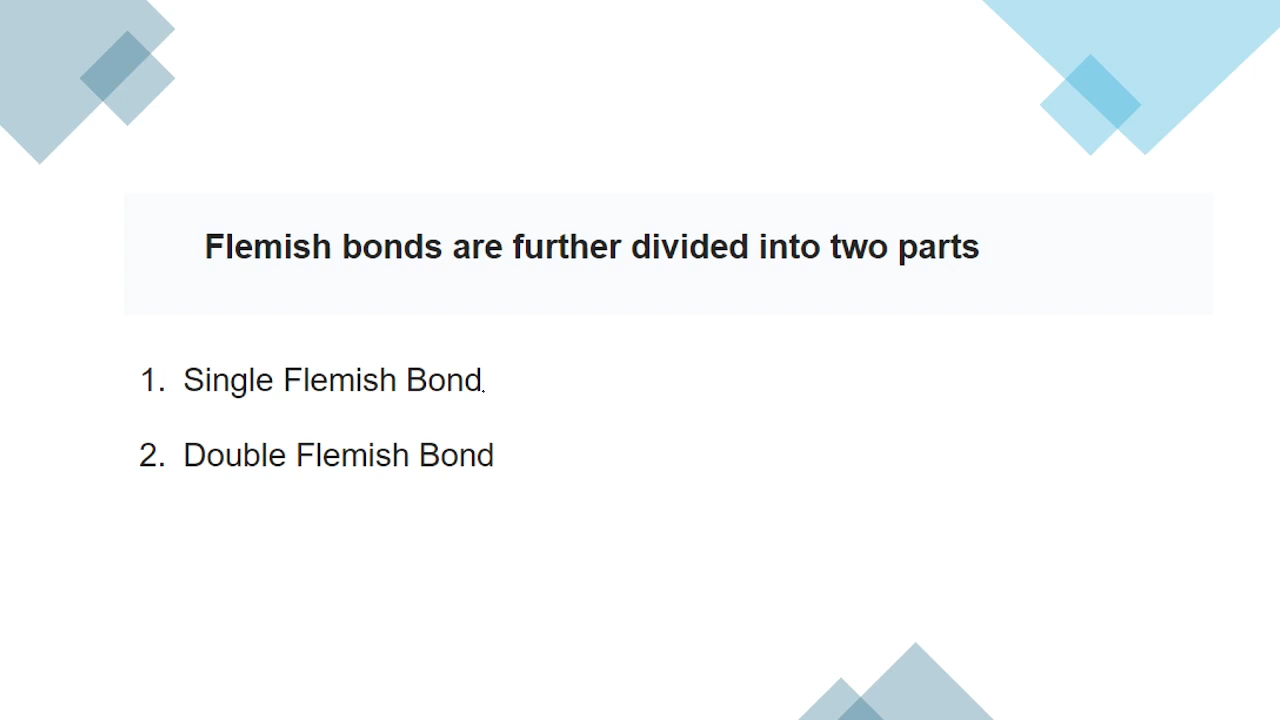 Flemish bonds are further divided into two parts
1. Single Flemish Bond.
2. Double Flemish Bond